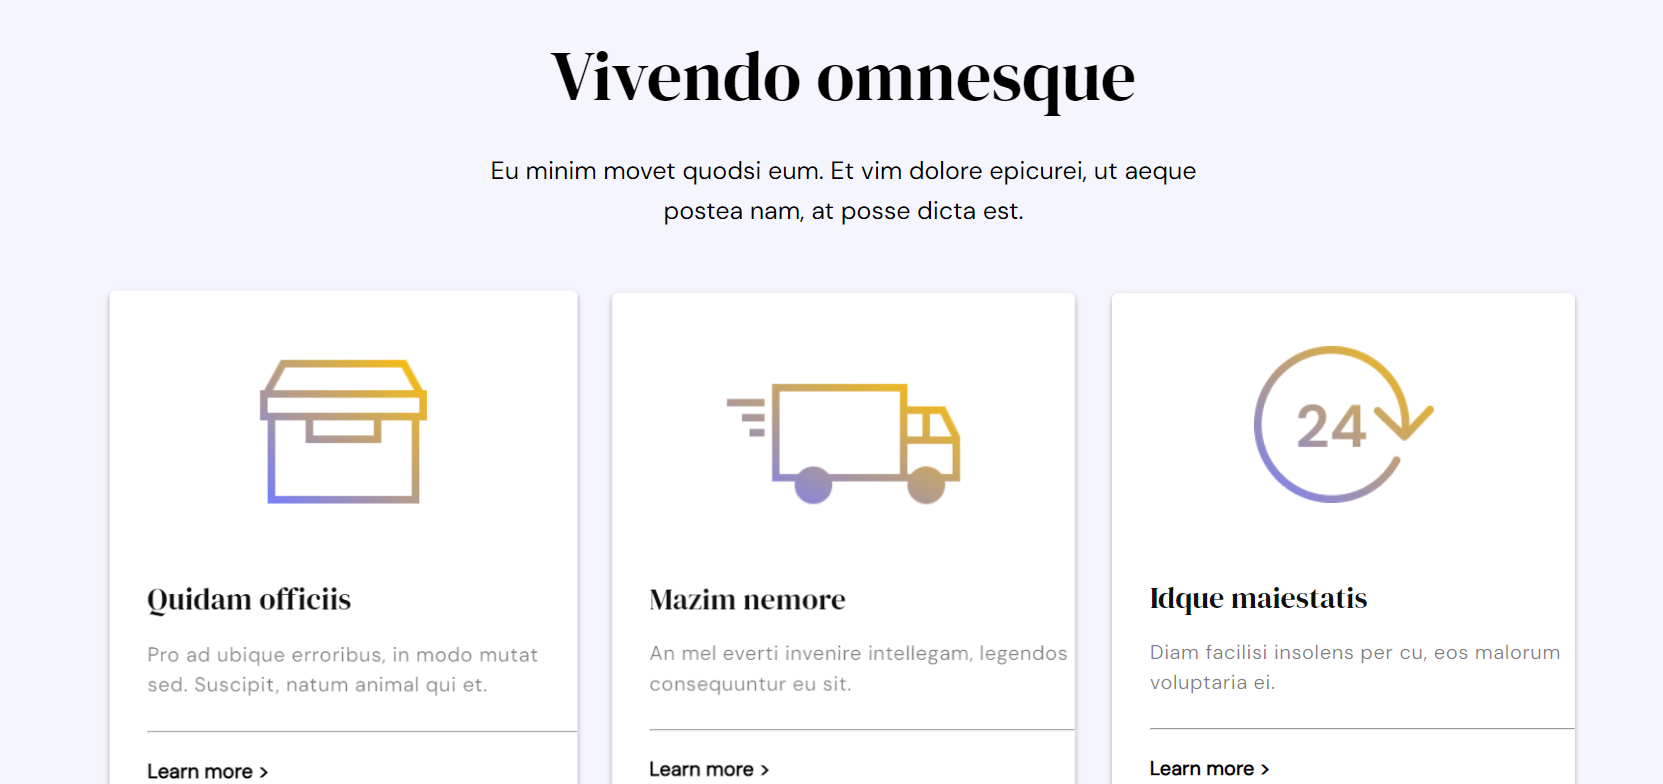 Vivendo omnesque
Eu minim movet quodsi eum. Et vim dolore epicurei, ut aeque
postea nam, at posse dicta est.
24
Quidam officiis
Pro ad ubique erroribus, in modo mutat
sed. Suscipit, natum animal qui et.
Learn more >
Mazim nemore
An mel everti invenire intellegam, legendos
consequuntur eu sit.
Learn more >
Idque maiestatis
Diam facilisi insolens per cu, eos malorum
voluptaria ei.
Learn more >